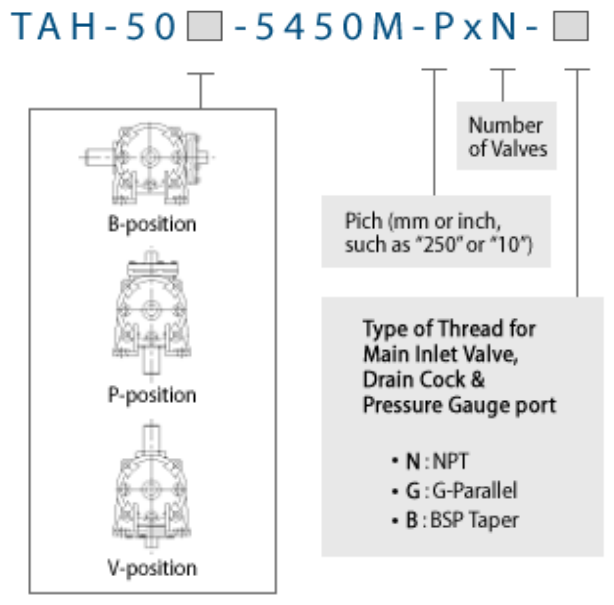 TAH-50□-5450M-PxN-□
Number
of Valves
Pich (mm or inch,
such as “250” or “10”)
B-position
P-position
V-position
Type of Thread for
Main Inlet Valve,
Drain Cock &
Pressure Gauge port
• N : NPT
• G : G-Parallel
• B : BSP Taper